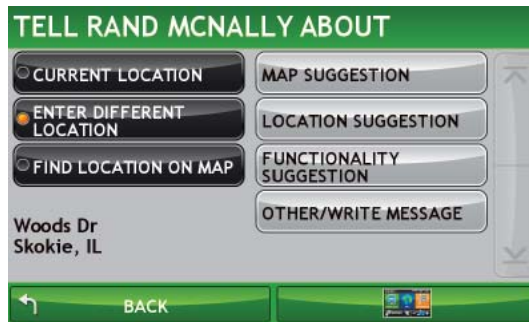 TELL RAND MCNALLY ABOUT
CURRENT LOCATION
ENTER DIFFERENT
LOCATION
FIND LOCATION ON MAP
Woods Dr
Skokie, IL
MAP SUGGESTION
LOCATION SUGGESTION
FUNCTIONALITY
SUGGESTION
OTHER/WRITE MESSAGE
BACK